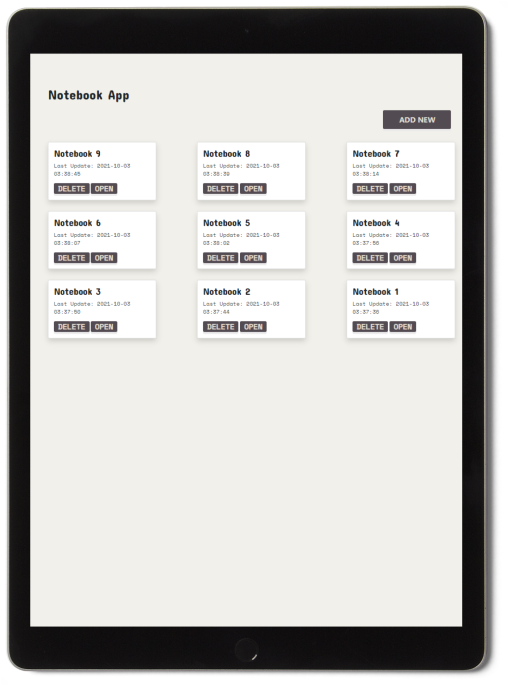 Notebook App
ADD NEW
Notebook 9
Last Update: 2021-10-03
03:38:45
DELETE OPEN
Notebook 8
Last Update: 2021-10-03
03:38:39
DELETE OPEN
Notebook 7
Last Update: 2021-10-03
03:38:14
DELETE OPEN
Notebook 6
Last Update: 2021-10-03
03:38:07
DELETE OPEN
Notebook 5
Last Update: 2021-10-03
03:38:02
DELETE OPEN
Notebook 4
Last Update: 2021-10-03
03:37:56
DELETE OPEN
Notebook 3
Last Update: 2021-10-03
03:37:50
DELETE OPEN
Notebook 2
Last Update: 2021-10-03
03:37:44
DELETE OPEN
Notebook 1
Last Update: 2021-10-03
03:37:36
DELETE OPEN